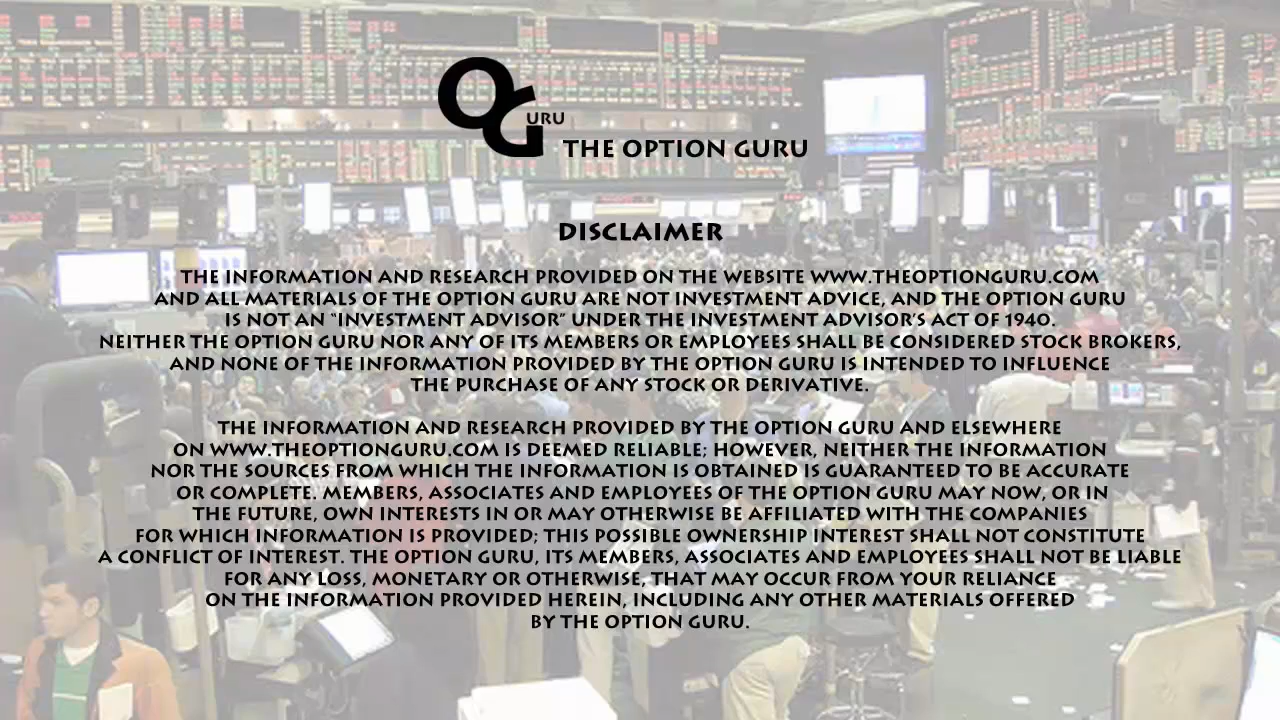 OGURU
THE OPTION GURU
DISCLAIMER
THE INFORMATION AND RESEARCH PROVIDED ON THE WEBSITE WWW.THEOPTIONGURU.COM
AND ALL MATERIALS OF THE OPTION GURU ARE NOT INVESTMENT ADVICE, AND THE OPTION GURU
IS NOT AN "INVESTMENT ADVISOR" UNDER THE INVESTMENT ADVISOR'S ACT OF 1940.
NEITHER THE OPTION GURU NOR ANY OF ITS MEMBERS OR EMPLOYEES SHALL BE CONSIDERED STOCK BROKERS,
AND NONE OF THE INFORMATION PROVIDED BY THE OPTION GURU IS INTENDED TO INFLUENCE
THE PURCHASE OF ANY STOCK OR DERIVATIVE.
THE INFORMATION AND RESEARCH PROVIDED BY THE OPTION GURU AND ELSEWHERE
ON WWW.THEOPTIONGURU.COM IS DEEMED RELIABLE; HOWEVER, NEITHER THE INFORMATION
NOR THE SOURCES FROM WHICH THE INFORMATION IS OBTAINED IS GUARANTEED TO BE ACCURATE
OR COMPLETE. MEMBERS, ASSOCIATES AND EMPLOYEES OF THE OPTION GURU MAY NOW, OR IN
THE FUTURE, OWN INTERESTS IN OR MAY OTHERWISE BE AFFILIATED WITH THE COMPANIES
FOR WHICH INFORMATION IS PROVIDED; THIS POSSIBLE OWNERSHIP INTEREST SHALL NOT CONSTITUTE
A CONFLICT OF INTEREST. THE OPTION GURU, ITS MEMBERS, ASSOCIATES AND EMPLOYEES SHALL NOT BE LIABLE
FOR ANY LOSS, MONETARY OR OTHERWISE, THAT MAY OCCUR FROM YOUR RELIANCE
ON THE INFORMATION PROVIDED HEREIN, INCLUDING ANY OTHER MATERIALS OFFERED
BY THE OPTION GURU.